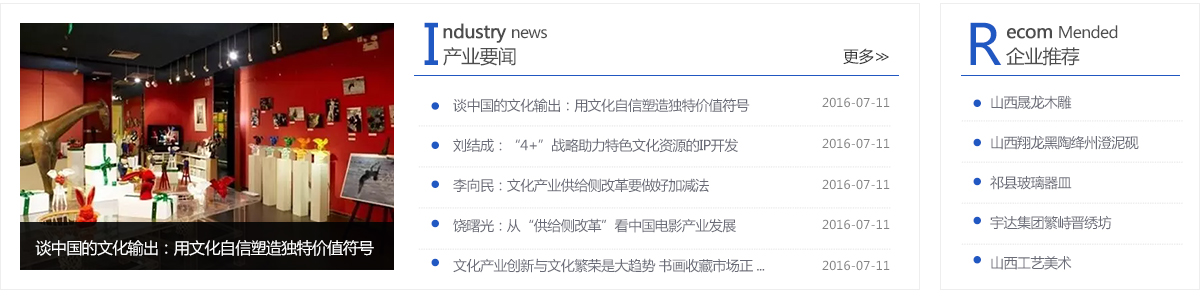 谈中国的文化输出：用文化自信塑造独特价值符号
Industry news
产业要闻
更多>>
谈中国的文化输出：用文化自信塑造独特价值符号 2016-07-11
刘结成：“4+”战略助力特色文化资源的IP开发 2016-07-11
李向民：文化产业供给侧改革要做好加减法 2016-07-11
饶曙光：从“供给侧改革”看中国电影产业发展 2016-07-11
文化产业创新与文化繁荣是大趋势 书画收藏市场正 ... 2016-07-11
Recom Mended
企业推荐
山西晟龙木雕
山西翔龙黑陶绛州澄泥砚
祁县玻璃器皿
宇达集团繁峙晋绣坊
山西工艺美术